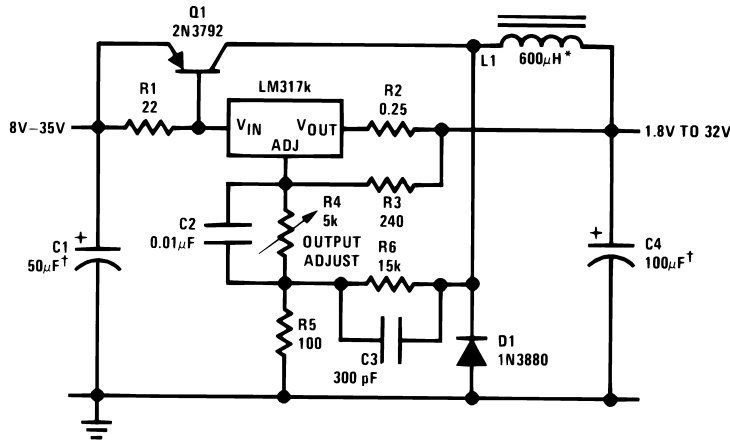 Q1
2N3792
R1
22
LM317k
VIN
VOUT
ADJ
R2
0.25
L1
600μH*
8V–35V
1.8V TO 32V
R3
240
R4
5k
OUTPUT
ADJUST
C2
0.01μF
R6
15k
C1
+
50μF†
C4
+
100μF†
R5
100
C3
300 pF
D1
1N3880